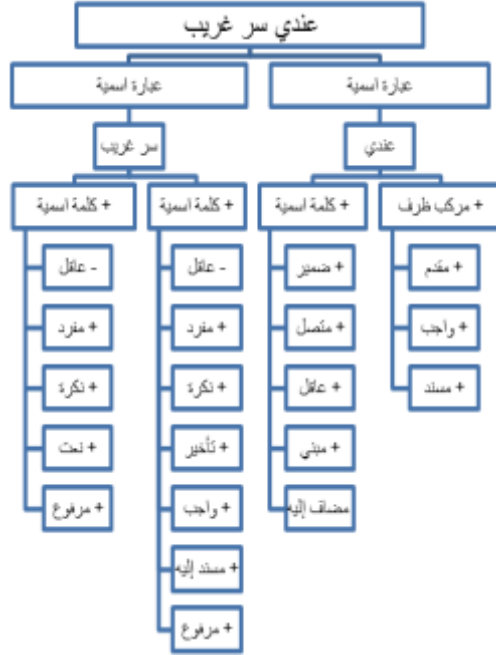 عندي سر غريب
عبارة اسمية
عبارة اسمية
عندي
سر غريب
+ مركب ظرف
+ كلمة اسمية
+ كلمة اسمية
+ كلمة اسمية
+ مقدم
+ واجب
+ مسند
+ ضمير
+ متصل
+ عاقل
+ مبني
مضاف إليه
- عاقل
+ مفرد
+ نكرة
+ تأخير
+ واجب
+ مسند إليه
+ مرفوع
- عاقل
+ مفرد
+ نكرة
+ نعت
+ مرفوع